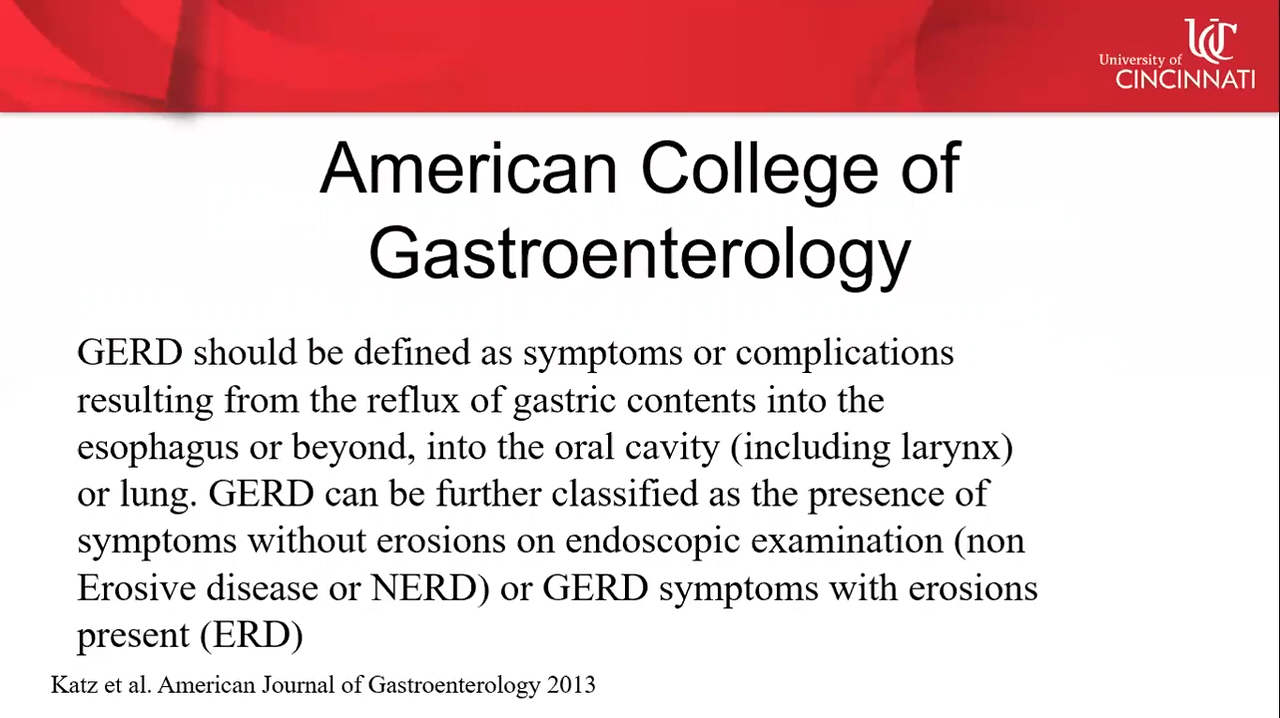 UC
University of
CINCINNATI
American College of
Gastroenterology
GERD should be defined as symptoms or complications
resulting from the reflux of gastric contents into the
esophagus or beyond, into the oral cavity (including larynx)
or lung. GERD can be further classified as the presence of
symptoms without erosions on endoscopic examination (non
Erosive disease or NERD) or GERD symptoms with erosions
present (ERD)
Katz et al. American Journal of Gastroenterology 2013